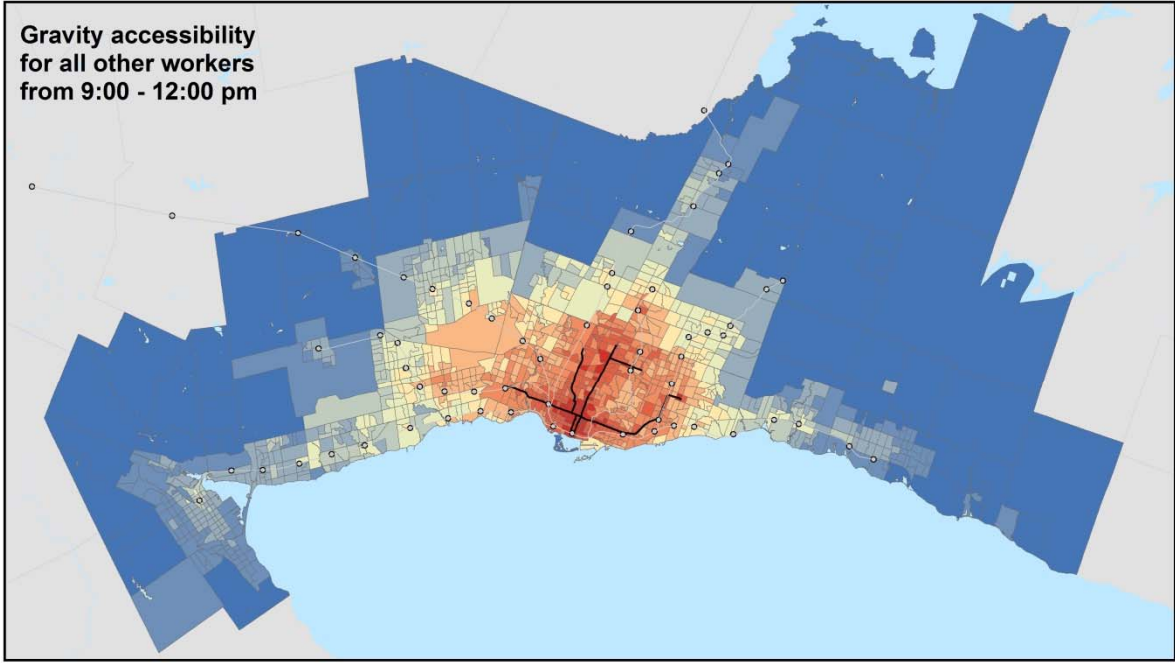 Gravity accessibility
for all other workers
from 9:00 - 12:00 pm